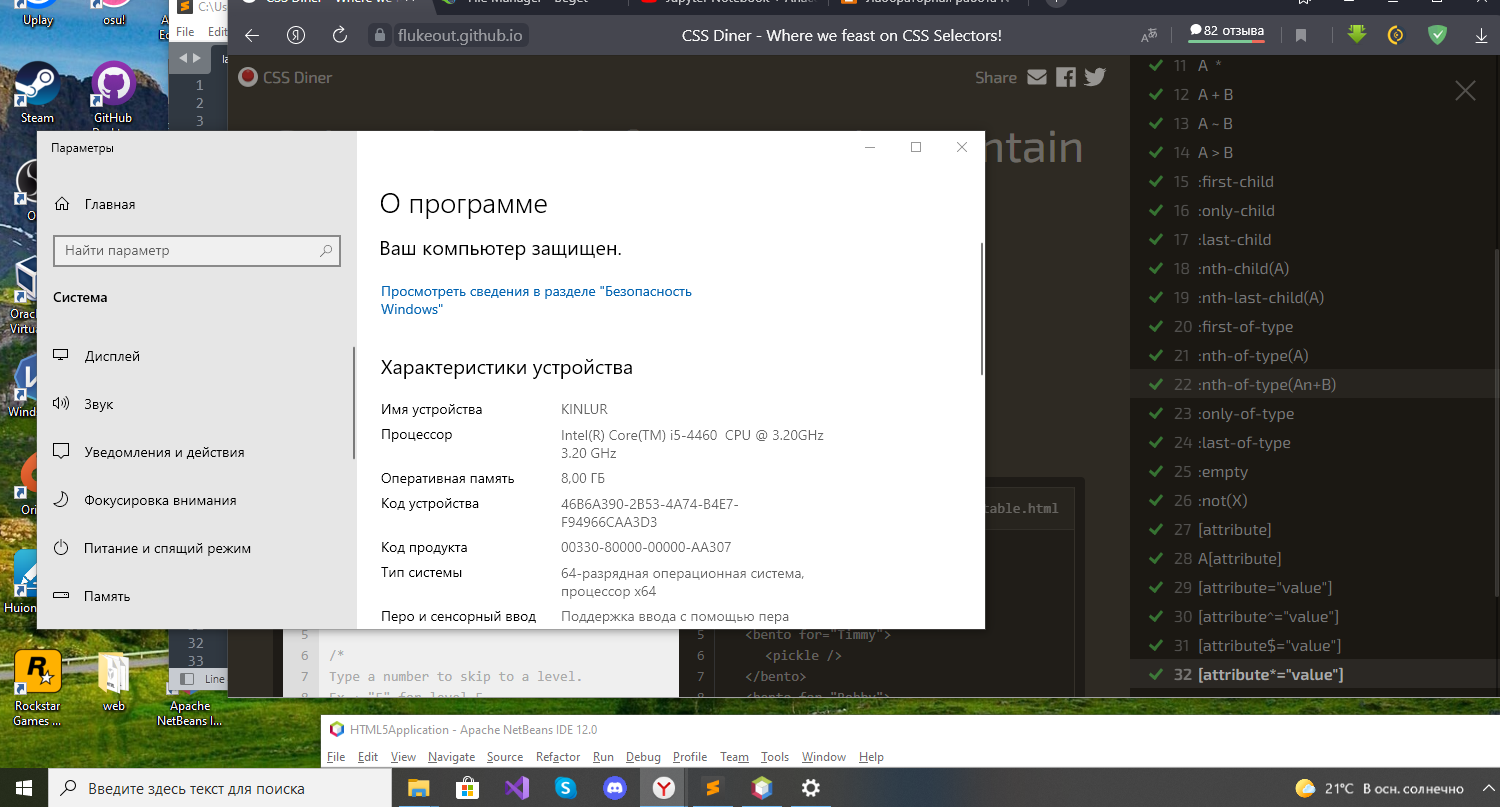 Uplay
osu!
C:\Us
File Edit
1
2
3
Steam
GitHub
CSS Diner - Where we
File Manager - Beget
Jupyter Notebook + Ana
flukeout.github.io
CSS Diner - Where we feast on CSS Selectors!
82 отзыва
CSS Diner
Share
ntain
11 A *
12 A + B
13 A ~ B
14 A > B
15 :first-child
16 :only-child
17 :last-child
18 :nth-child(A)
19 :nth-last-child(A)
20 :first-of-type
21 :nth-of-type(A)
22 :nth-of-type(An+B)
23 :only-of-type
24 :last-of-type
25 :empty
26 :not(X)
27 [attribute]
28 A[attribute]
29 [attribute="value"]
30 [attribute^="value"]
31 [attribute$="value"]
32 [attribute*="value"]
Параметры
Главная
Найти параметр
Система
Дисплей
Звук
Уведомления и действия
Фокусировка внимания
Питание и спящий режим
Память
О программе
Ваш компьютер защищен.
Просмотреть сведения в разделе "Безопасность
Windows"
Характеристики устройства
Имя устройства KINLUR
Процессор Intel(R) Core(TM) i5-4460 CPU @ 3.20GHz
3.20 GHz
Оперативная память 8,00 ГБ
Код устройства 46B6A390-2B53-4A74-B4E7-
F94966CAA3D3
Код продукта 00330-80000-00000-AA307
Тип системы 64-разрядная операционная система,
процессор x64
Перо и сенсорный ввод Поддержка ввода с помощью пера
Orac
Virtua
Wind
Ori
Huion
table.html
32
33
Line
5
6 /*
7 Type a number to skip to a level.
8 Ex → "5" for level 5
5 <bento for="Timmy">
6 <pickle />
7 </bento>
8 <bento for="Bobby">
Rockstar
Games ...
web
Apache
NetBeans I...
HTML5Application - Apache NetBeans IDE 12.0
File Edit View Navigate Source Refactor Run Debug Profile Team Tools Window Help
Введите здесь текст для поиска
21°C В осн. солнечно